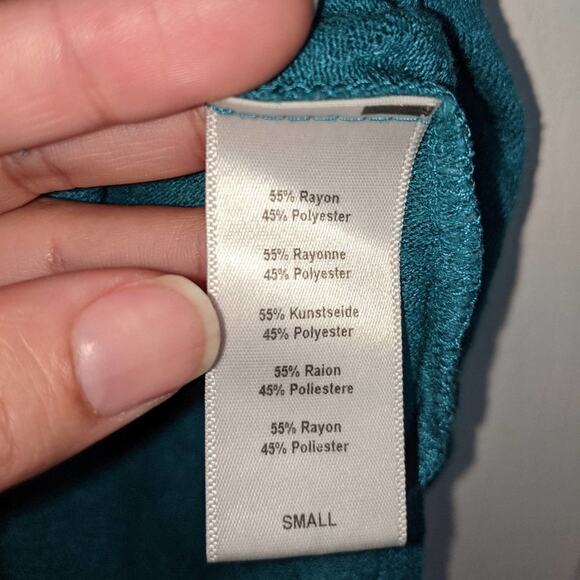 55% Rayon
45% Polyester
55% Rayonne
45% Polyester
55% Kunstseide
45% Polyester
55% Raion
45% Poliestere
55% Rayon
45% Poliester
SMALL